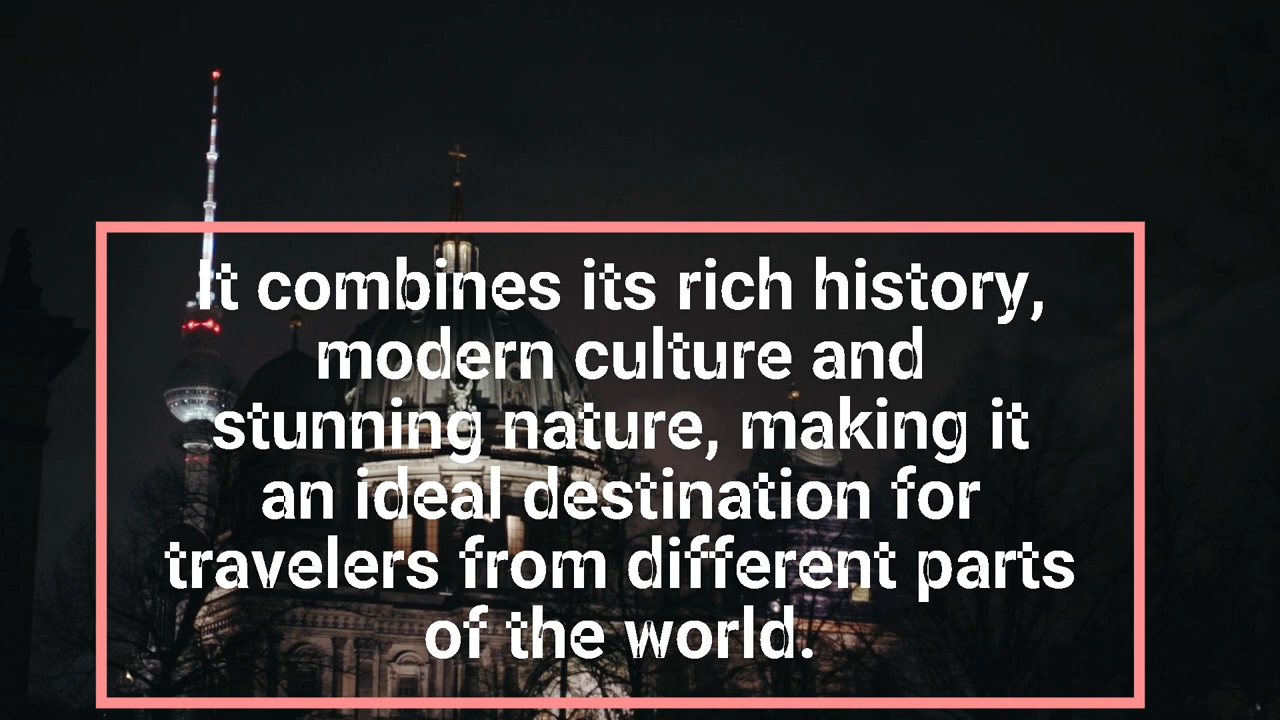 It combines its rich history,
modern culture and
stunning nature, making it
an ideal destination for
travelers from different parts
of the world.